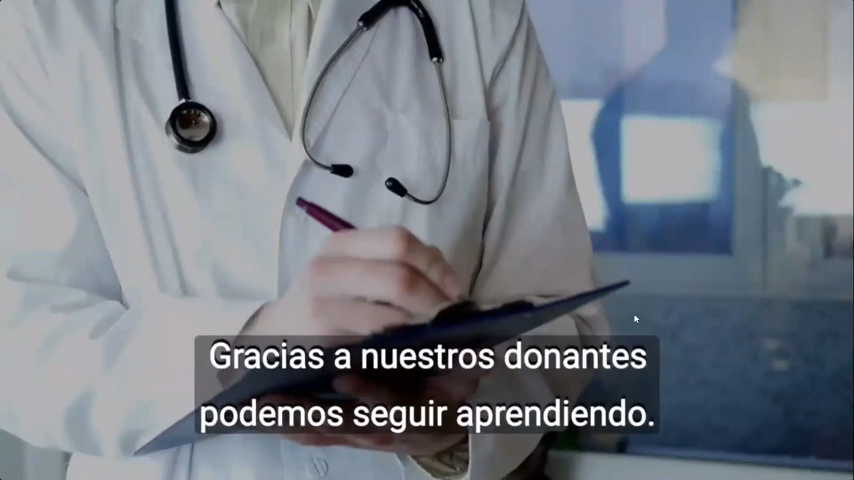 Gracias a nuestros donantes
podemos seguir aprendiendo.